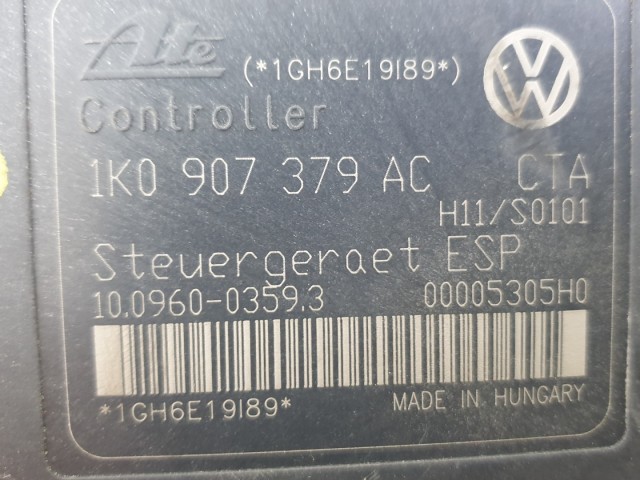 Ate (*1GH6E19I89*)
Controller
1K0 907 379 AC CTA
H11/S0101
Steuergeraet ESP
10.0960-0359.3 00005305H0
*1GH6E19I89* MADE IN HUNGARY